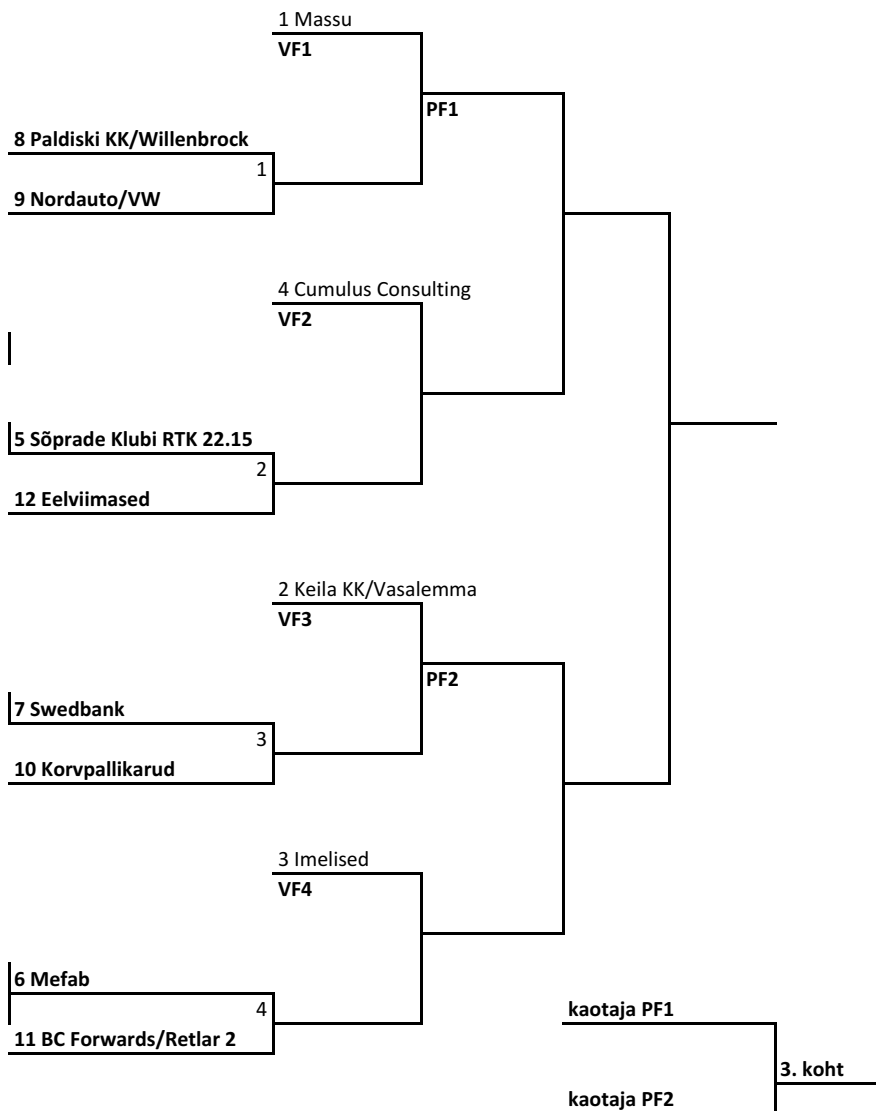 1 Massu
VF1
PF1
8 Paldiski KK/Willenbrock
1
9 Nordauto/VW
4 Cumulus Consulting
VF2
5 Sõprade Klubi RTK 22.15
2
12 Eelviimased
2 Keila KK/Vasalemma
VF3
PF2
7 Swedbank
3
10 Korvpallikarud
3 Imelised
VF4
6 Mefab
4
11 BC Forwards/Retlar 2
kaotaja PF1
3. koht
kaotaja PF2